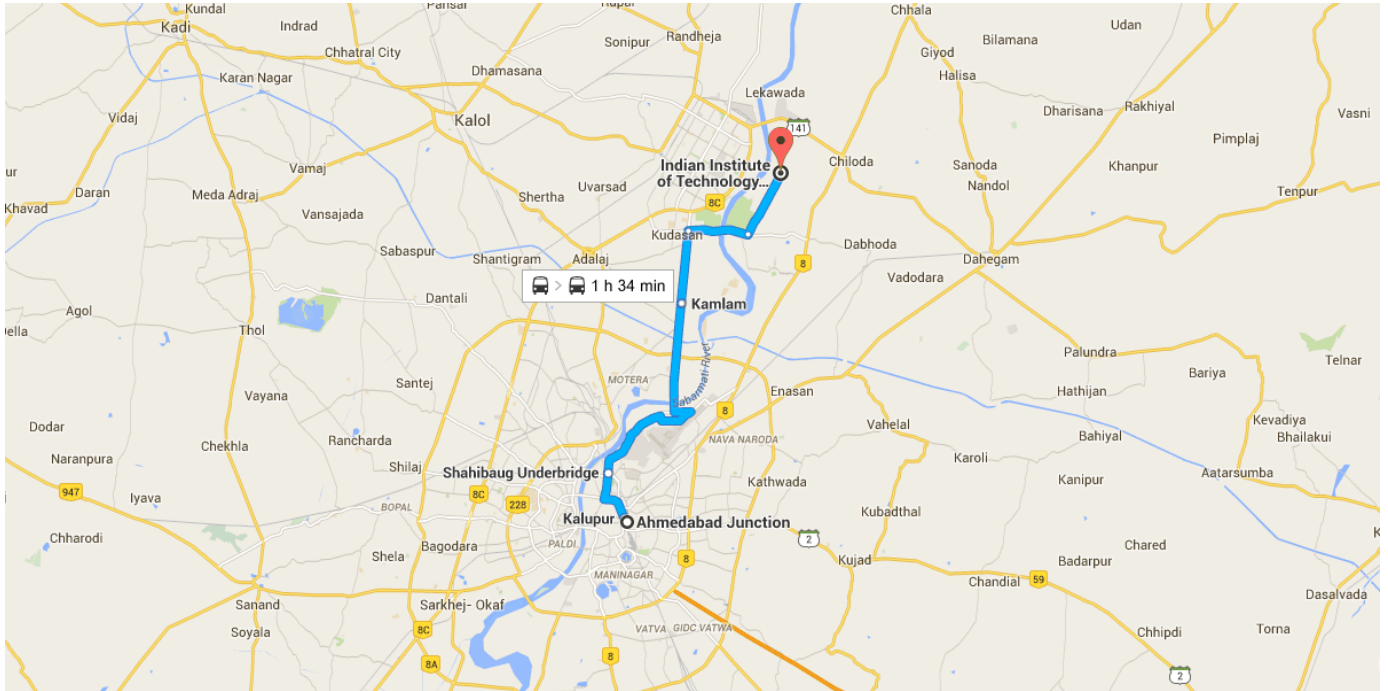 Kundal
Pansar
Rupar
Chhala
Kadi
Indrad
Sonipur
Randheja
Udan
Chhatral City
Bilamana
Giyod
Karan Nagar
Dhamasana
Halisa
Lekawada
Dharisana
Rakhiyal
Vasni
Vidaj
Kalol
141
Pimplaj
Indian Institute
of Technology...
Chiloda
Sanoda
Khanpur
Vamaj
Daran
Meda Adraj
Shertha
Uvarsad
Nandol
Tenpur
Khavad
Vansajada
8C
Kudasan
Dabhoda
Sabaspur
Shantigram
Adalaj
8
Dahegam
Vadodara
1 h 34 min
Dantali
Kamlam
Agol
Thol
Della
Palundra
Telnar
Bariya
Santej
MOTERA
Sabarmati River
Enasan
Hathijan
Vayana
8
Kevadiya
Dodar
Rancharda
Vahelal
Bahiyal
Bhailakui
Chekhla
NAVA NARODA
Naranpura
Shilaj
Shahibaug Underbridge
Karoli
Aatarsumba
Kathwada
Kanipur
947
Iyava
8C
228
BOPAL
Kubadthal
Kalupur
Ahmedabad Junction
Chharodi
PALDI
2
Chared
Shela
Bagodara
8
Kujad
Badarpur
MANINAGAR
59
Chandial
Sanand
Sarkhej- Okaf
Dasalvada
Soyala
8C
VATVA
GIDC VATWA
Chhipdi
Torna
8A
8
2